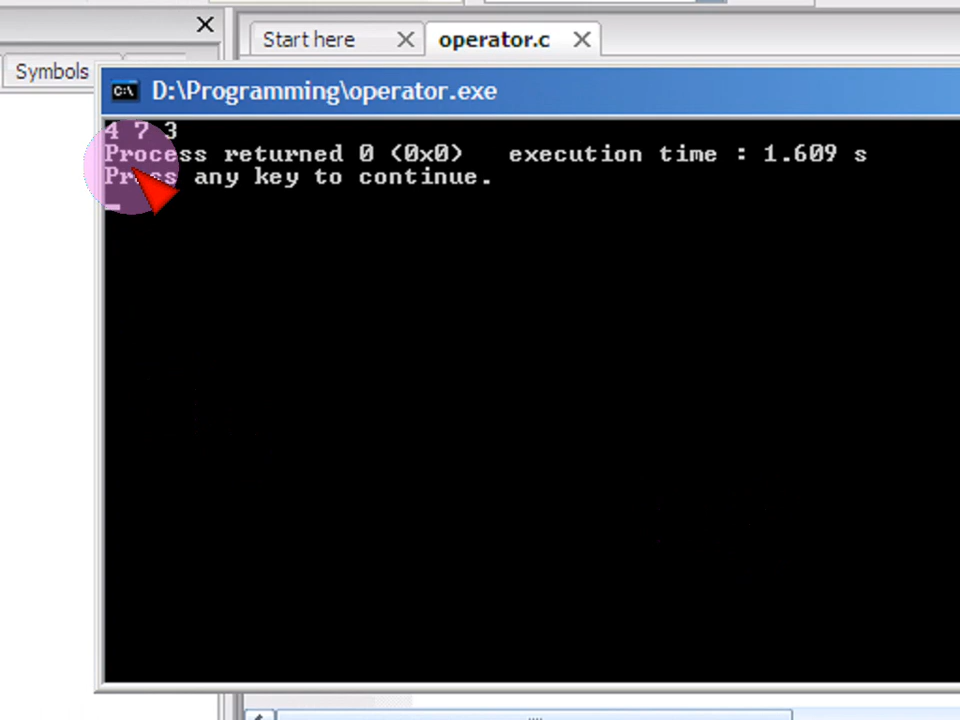 Start here
operator.c
Symbols
D:\Programming\operator.exe
4 7 3
Process returned 0 (0x0)   execution time : 1.609 s
Press any key to continue.